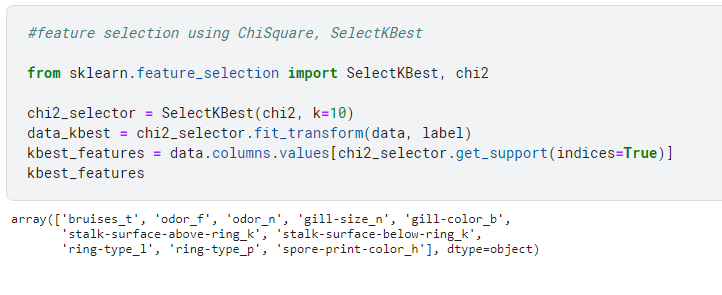 #feature selection using ChiSquare, SelectKBest
from sklearn.feature_selection import SelectKBest, chi2
chi2_selector = SelectKBest(chi2, k=10)
data_kbest = chi2_selector.fit_transform(data, label)
kbest_features = data.columns.values[chi2_selector.get_support(indices=True)]
kbest_features
array(['bruises_t', 'odor_f', 'odor_n', 'gill-size_n', 'gill-color_b',
'stalk-surface-above-ring_k', 'stalk-surface-below-ring_k',
'ring-type_l', 'ring-type_p', 'spore-print-color_h'], dtype=object)